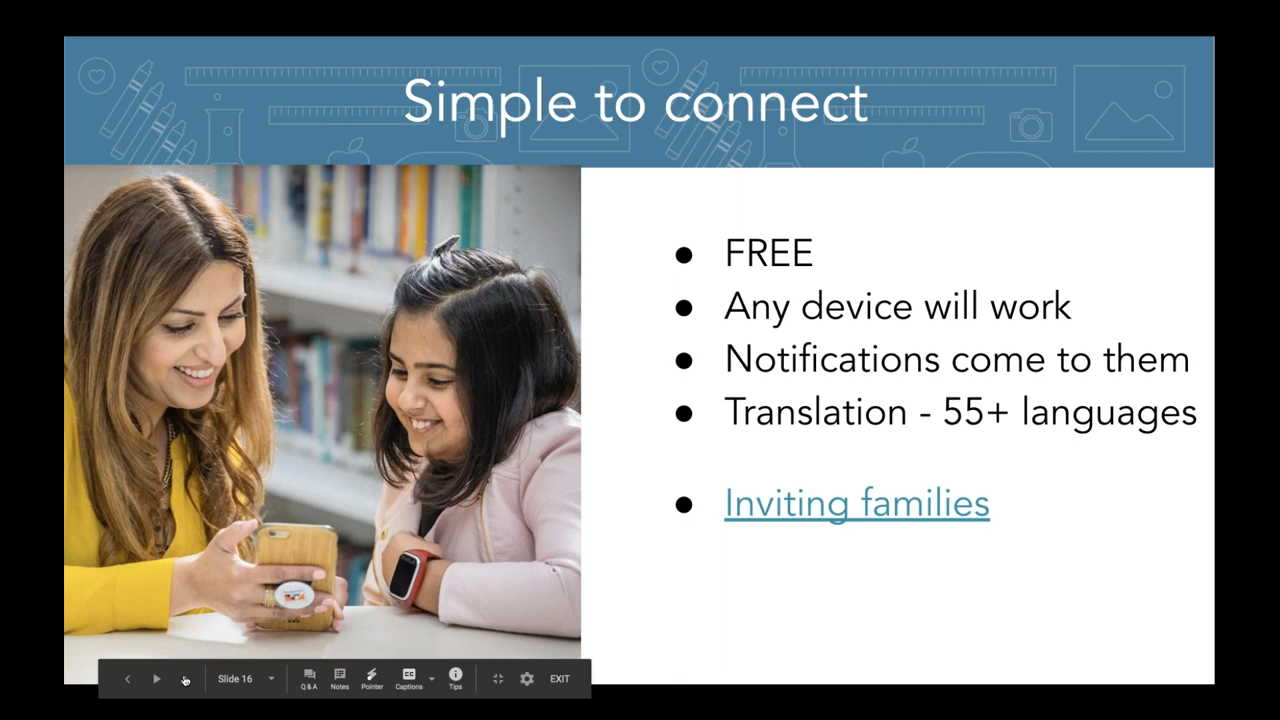 Simple to connect
● FREE
● Any device will work
● Notifications come to them
● Translation - 55+ languages
● Inviting families
Slide 16
Q & A
Notes
Pointer
CC
Captions
Tips
EXIT